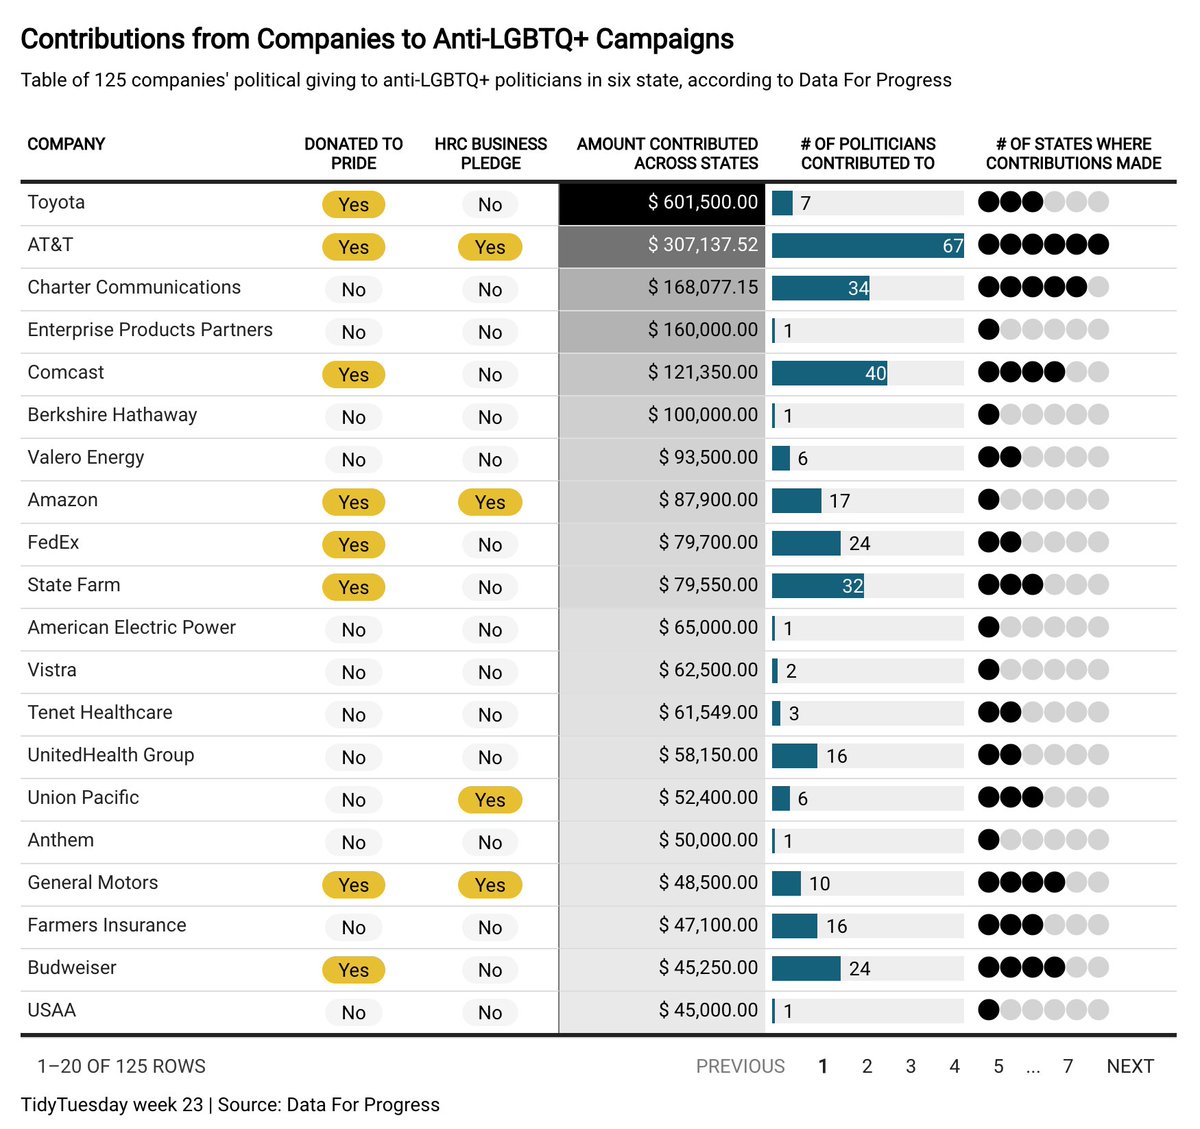 Contributions from Companies to Anti-LGBTQ+ Campaigns
Table of 125 companies' political giving to anti-LGBTQ+ politicians in six state, according to Data For Progress
COMPANY DONATED TO PRIDE HRC BUSINESS PLEDGE AMOUNT CONTRIBUTED ACROSS STATES # OF POLITICIANS CONTRIBUTED TO # OF STATES WHERE CONTRIBUTIONS MADE
Toyota Yes No $ 601,500.00 7
AT&T Yes Yes $ 307,137.52 67
Charter Communications No No $ 168,077.15 34
Enterprise Products Partners No No $ 160,000.00 1
Comcast Yes No $ 121,350.00 40
Berkshire Hathaway No No $ 100,000.00 1
Valero Energy No No $ 93,500.00 6
Amazon Yes Yes $ 87,900.00 17
FedEx Yes No $ 79,700.00 24
State Farm Yes No $ 79,550.00 32
American Electric Power No No $ 65,000.00 1
Vistra No No $ 62,500.00 2
Tenet Healthcare No No $ 61,549.00 3
UnitedHealth Group No No $ 58,150.00 16
Union Pacific No Yes $ 52,400.00 6
Anthem No No $ 50,000.00 1
General Motors Yes Yes $ 48,500.00 10
Farmers Insurance No No $ 47,100.00 16
Budweiser Yes No $ 45,250.00 24
USAA No No $ 45,000.00 1
1–20 OF 125 ROWS PREVIOUS 1 2 3 4 5 ... 7 NEXT
TidyTuesday week 23 | Source: Data For Progress